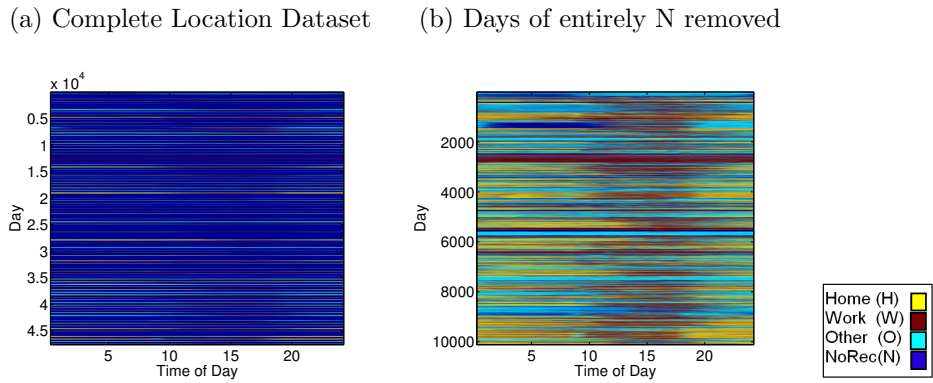 (a) Complete Location Dataset
(b) Days of entirely N removed
x 10^4
0.5
1
1.5
2
2.5
3
3.5
4
4.5
Day
5 10 15 20
Time of Day
2000
4000
6000
8000
10000
Day
5 10 15 20
Time of Day
Home (H)
Work (W)
Other (O)
NoRec(N)